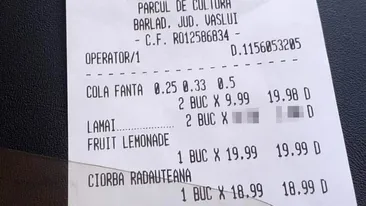 PARCUL DE CULTURA
BARLAD, JUD. VASLUI
- C.F. RO12586834 -
OPERATOR/1 D.1156053205
COLA FANTA 0.25 0.33 0.5
2 BUC X 9.99 19.98 D
LAMAI.............. 2 BUC X D
FRUIT LEMONADE
1 BUC X 19.99 19.99 D
CIORBA RADAUTEANA
1 BUC X 18.99 18.99 D